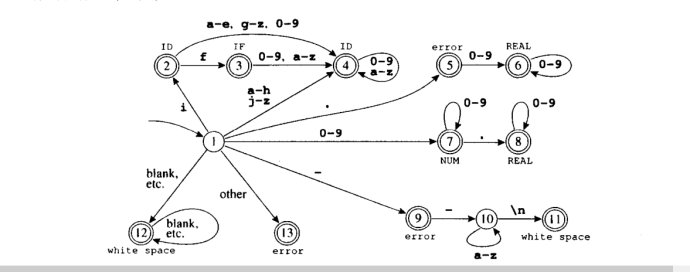 a-e, g-z, 0-9
ID IF ID error REAL
2 f 3 0-9, a-z 4 0-9 a-z 5 0-9 6 0-9
i a-h j-z . 0-9 0-9
1 0-9 7 . 8
NUM REAL
blank, etc. other –
12 blank, etc. 13 9 – 10 \n 11
white space error error a-z white space